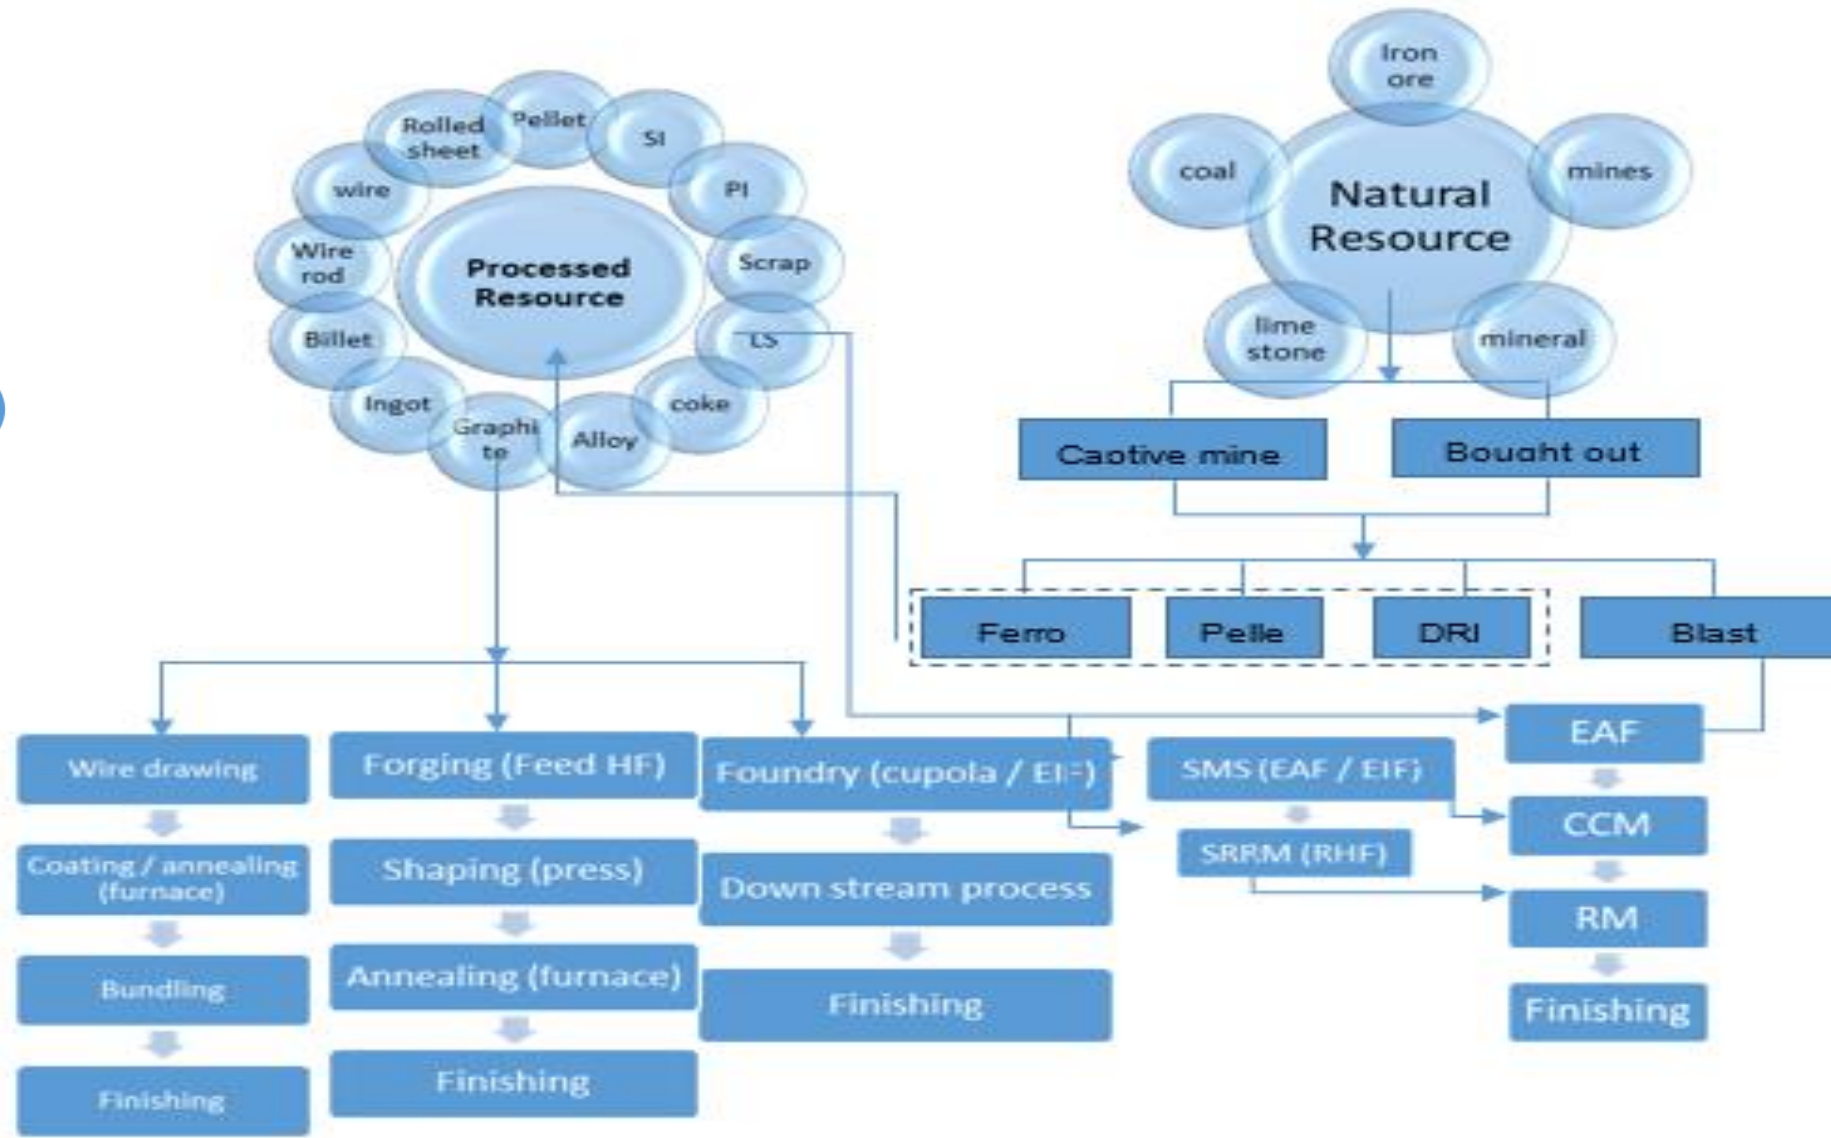 Iron
ore
coal
mines
Natural
Resource
lime
stone
mineral
Pellet
SI
PI
Scrap
LS
coke
Alloy
Graphi
te
Ingot
Billet
Wire
rod
wire
Rolled
sheet
Processed
Resource
Captive mine
Bought out
Ferro
Pelle
DRI
Blast
Wire drawing
Coating / annealing
(furnace)
Bundling
Finishing
Forging (Feed HF)
Shaping (press)
Annealing (furnace)
Finishing
Foundry (cupola / EIF)
Down stream process
Finishing
SMS (EAF / EIF)
SRRM (RHF)
EAF
CCM
RM
Finishing